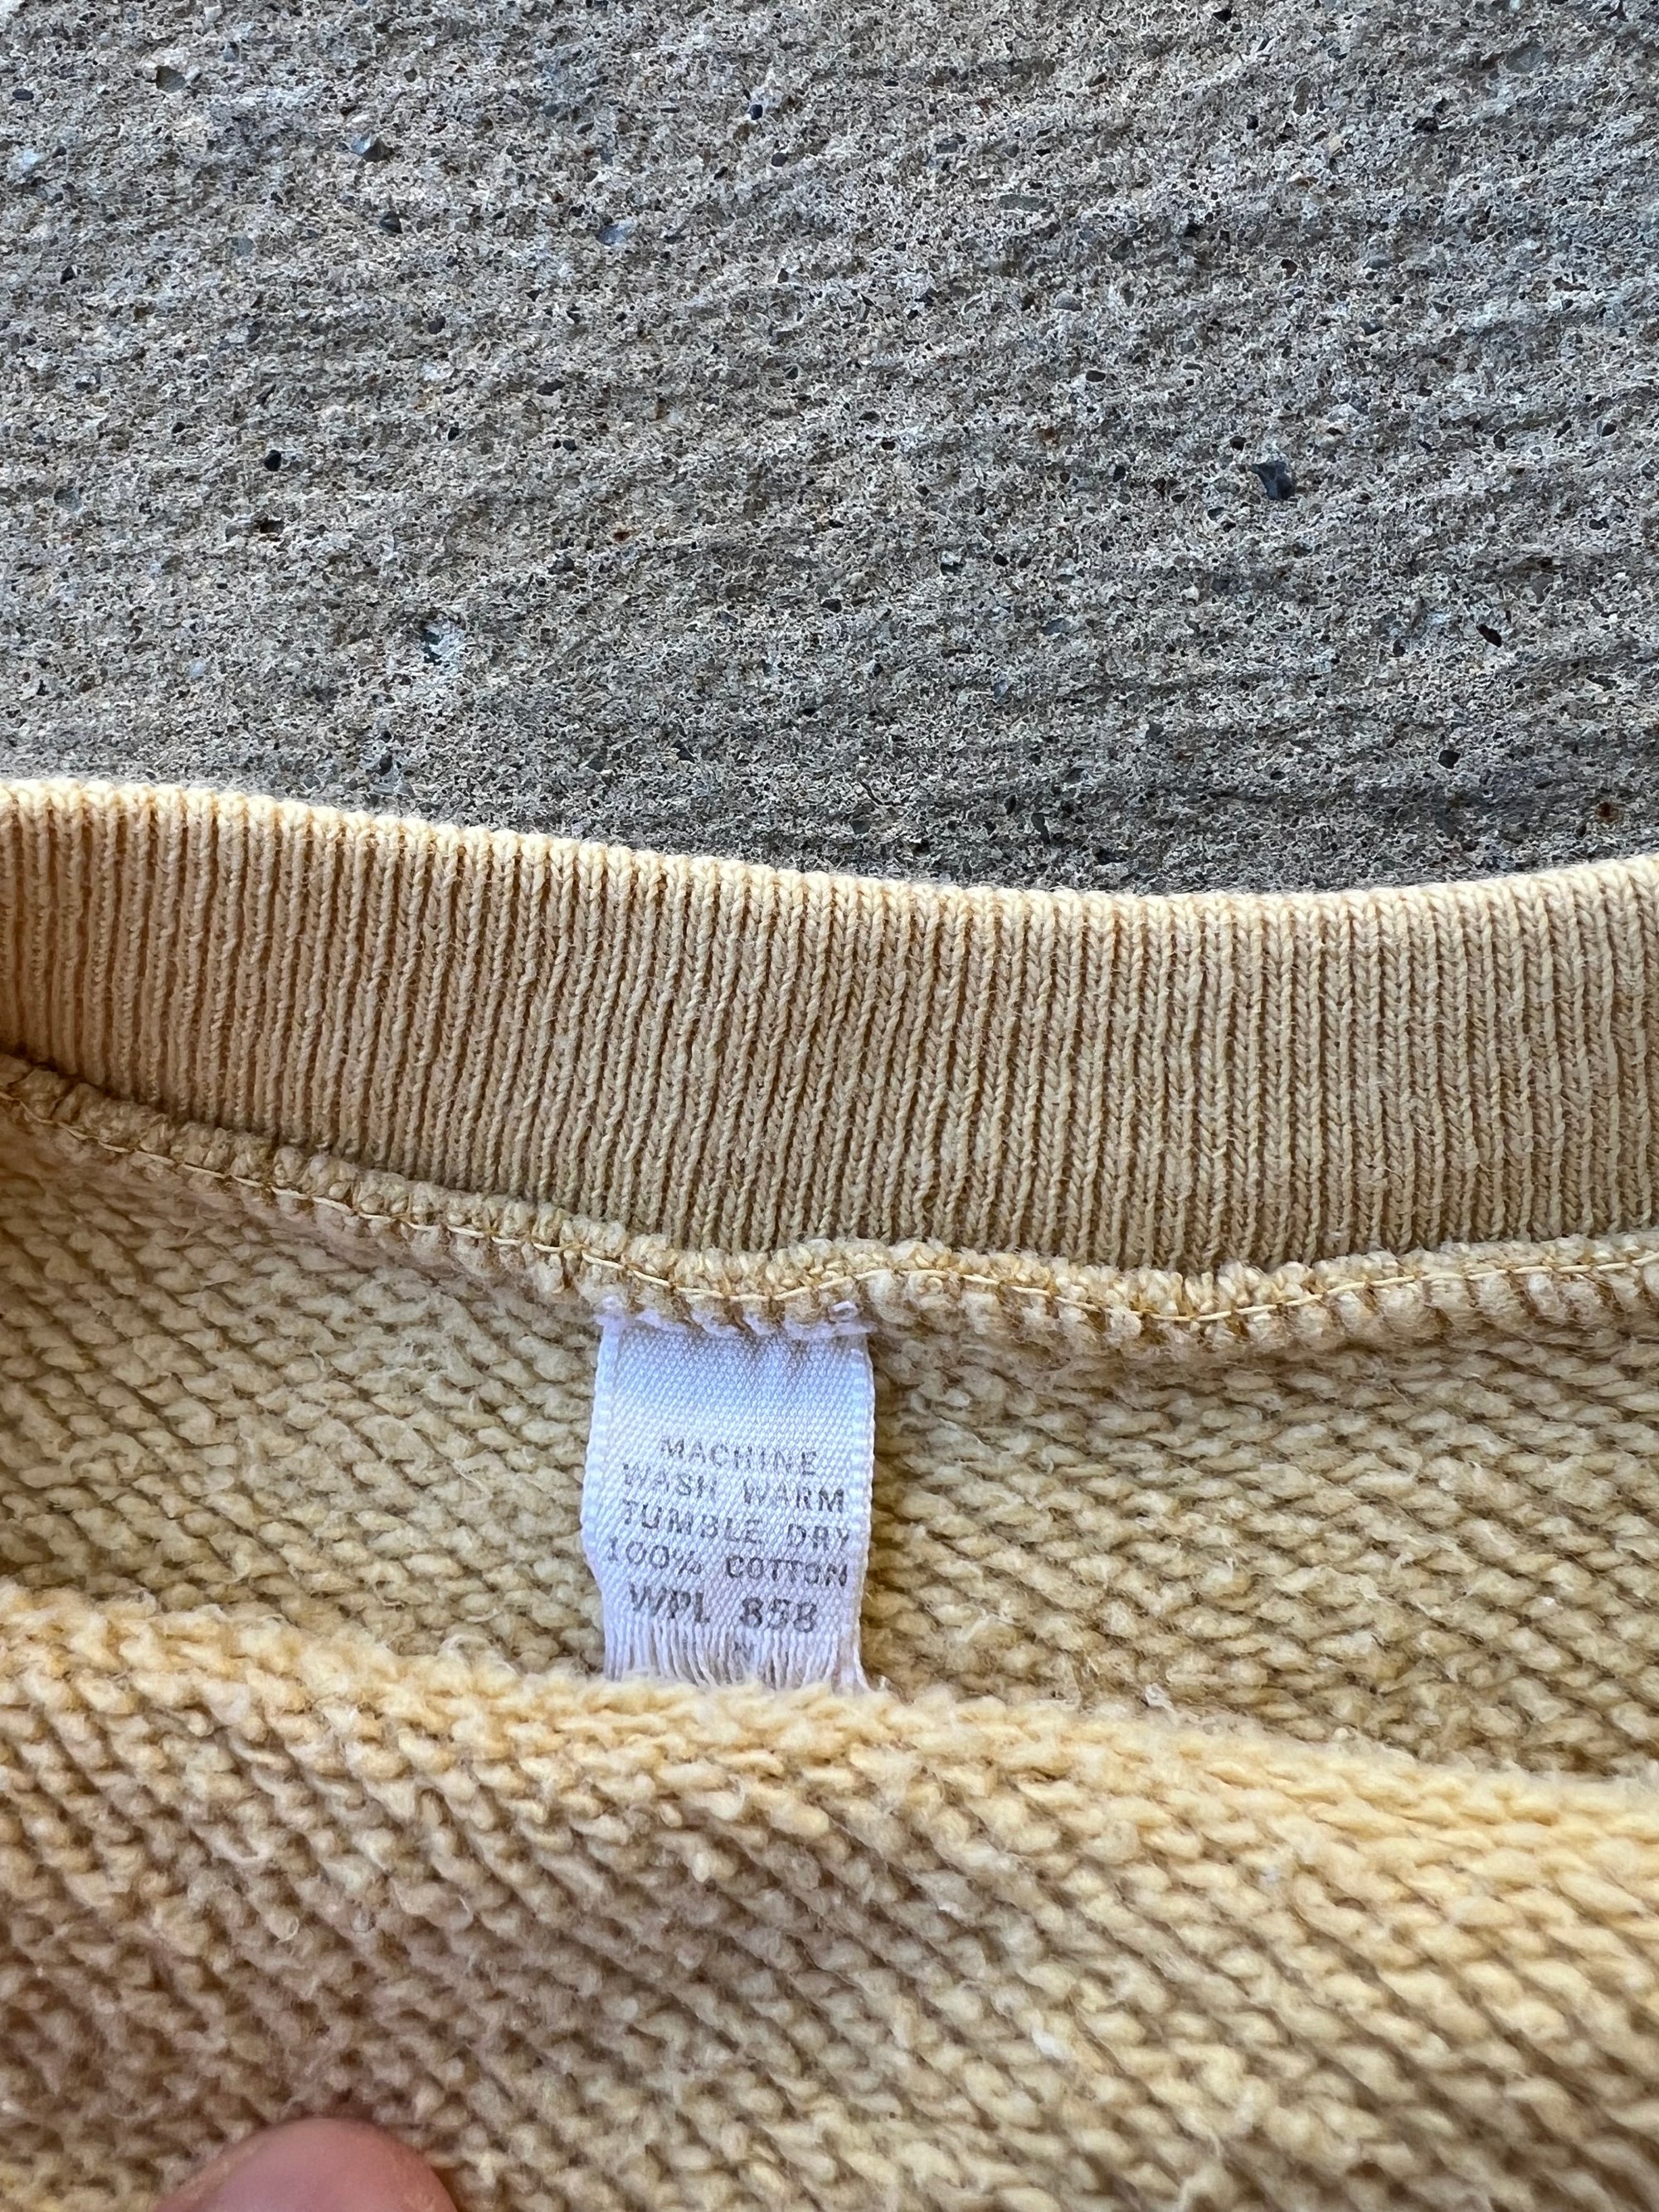 MACHINE
WASH WARM
TUMBLE DRY
100% COTTON
WPL 858